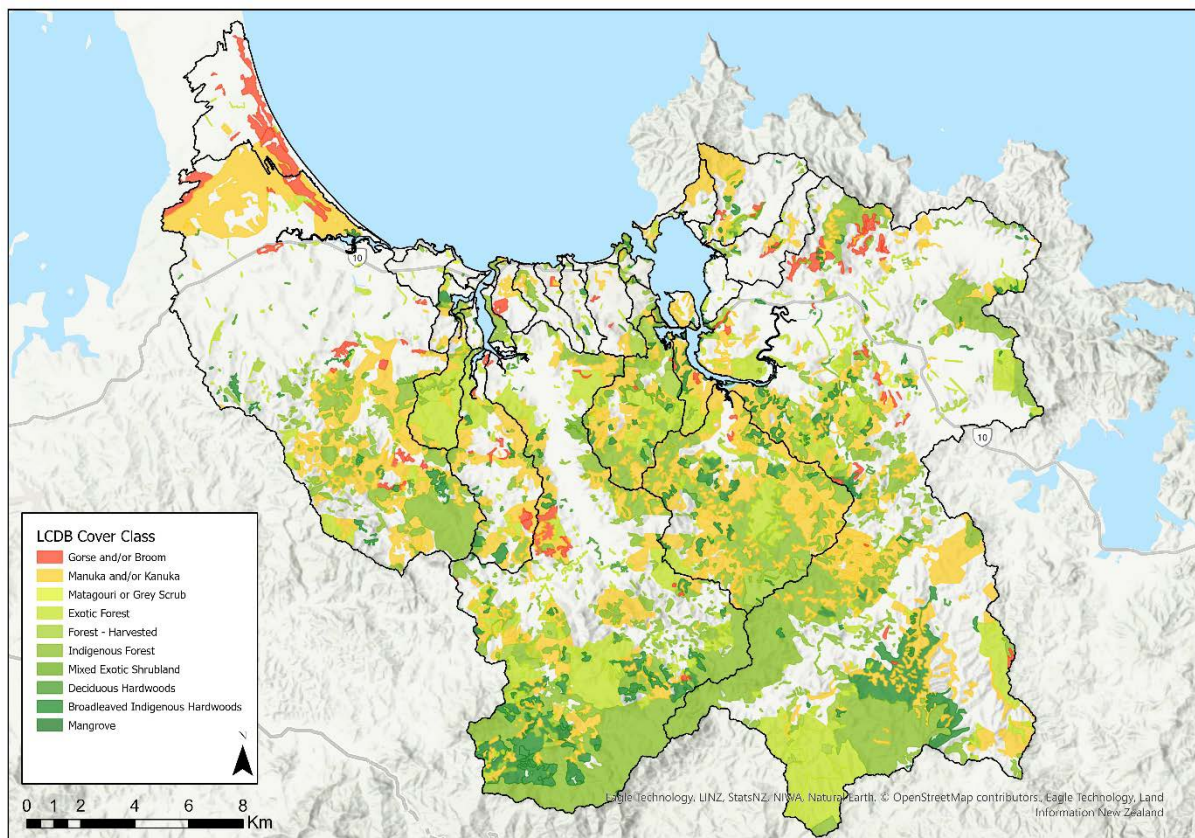 10
10
LCDB Cover Class
Gorse and/or Broom
Manuka and/or Kanuka
Matagouri or Grey Scrub
Exotic Forest
Forest - Harvested
Indigenous Forest
Mixed Exotic Shrubland
Deciduous Hardwoods
Broadleaved Indigenous Hardwoods
Mangrove
N
0 1 2 4 6 8
Km
Eagle Technology, LINZ, StatsNZ, NIWA, Natural Earth, © OpenStreetMap contributors., Eagle Technology, Land
Information New Zealand